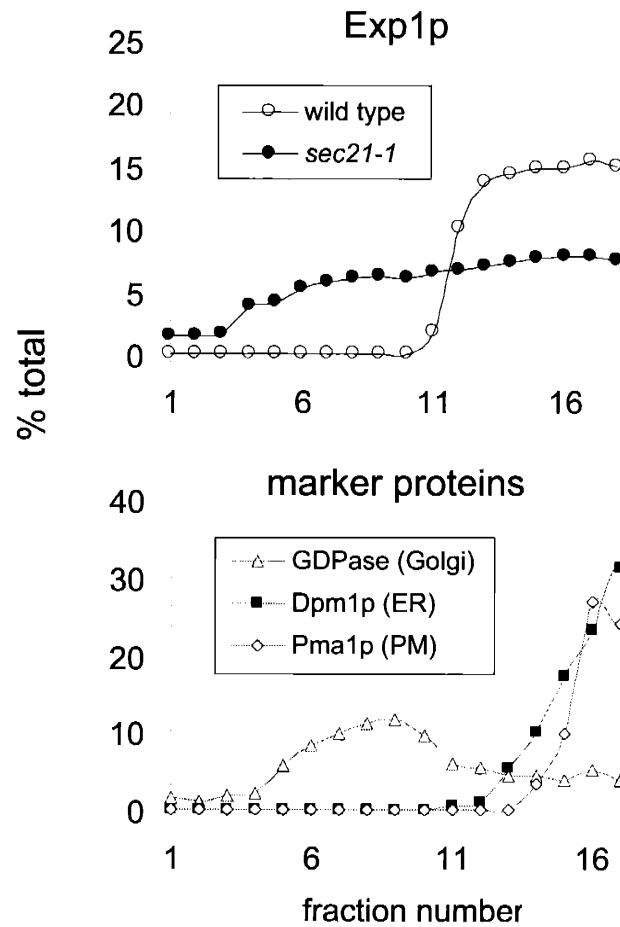 Exp1p
25
20
15
10
5
0
wild type
sec21-1
1 6 11 16
% total
marker proteins
40
30
20
10
0
GDPase (Golgi)
Dpm1p (ER)
Pma1p (PM)
1 6 11 16
fraction number